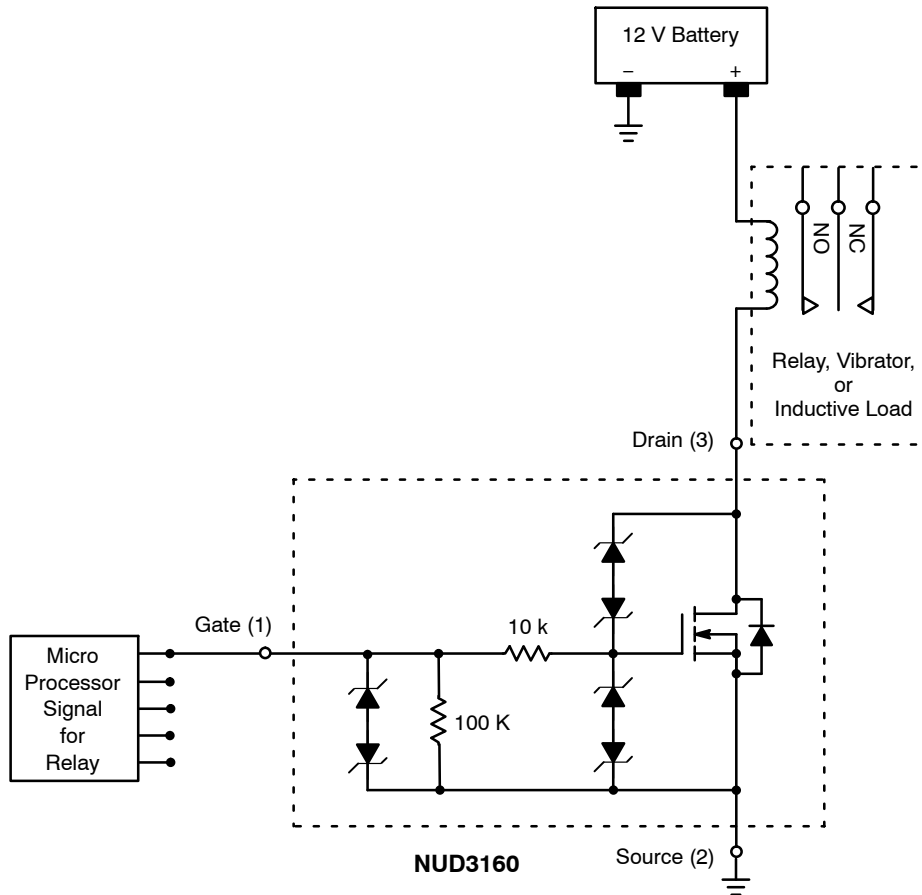 12 V Battery
– +
NO
NC
Relay, Vibrator,
or
Inductive Load
Drain (3)
Gate (1)
10 k
Micro
Processor
Signal
for
Relay
100 K
Source (2)
NUD3160